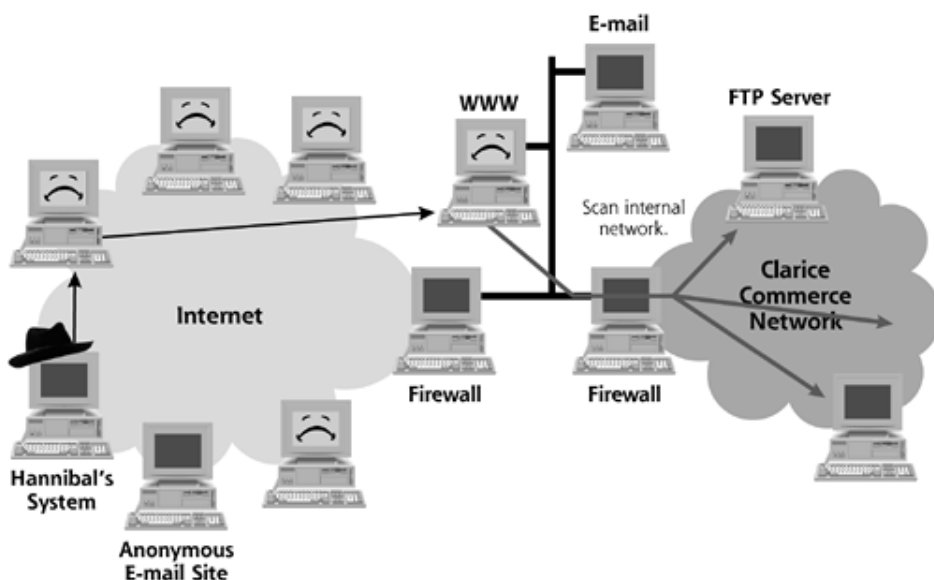 E-mail
WWW
FTP Server
Scan internal
network.
Clarice
Commerce
Network
Internet
Firewall
Firewall
Hannibal's
System
Anonymous
E-mail Site